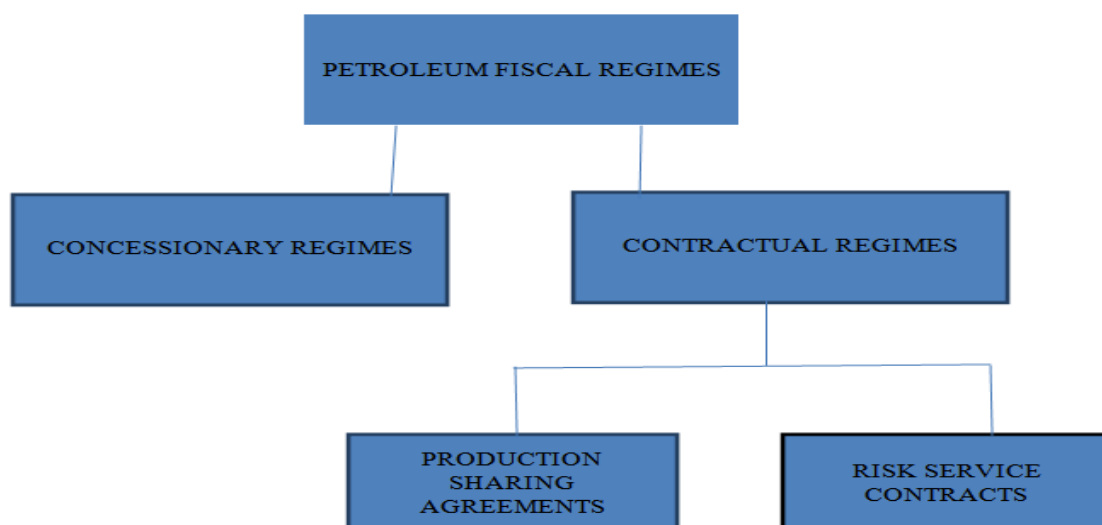 PETROLEUM FISCAL REGIMES
CONCESSIONARY REGIMES
CONTRACTUAL REGIMES
PRODUCTION
SHARING
AGREEMENTS
RISK SERVICE
CONTRACTS